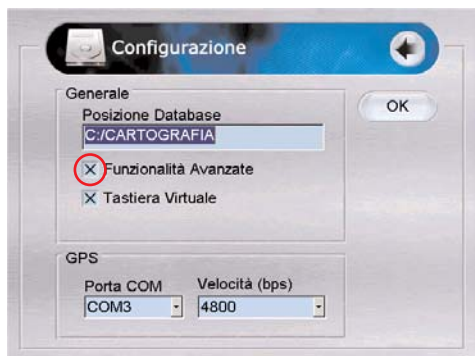 Configurazione
Generale
Posizione Database
C:/CARTOGRAFIA
OK
Funzionalità Avanzate
Tastiera Virtuale
GPS
Porta COM Velocità (bps)
COM3 4800